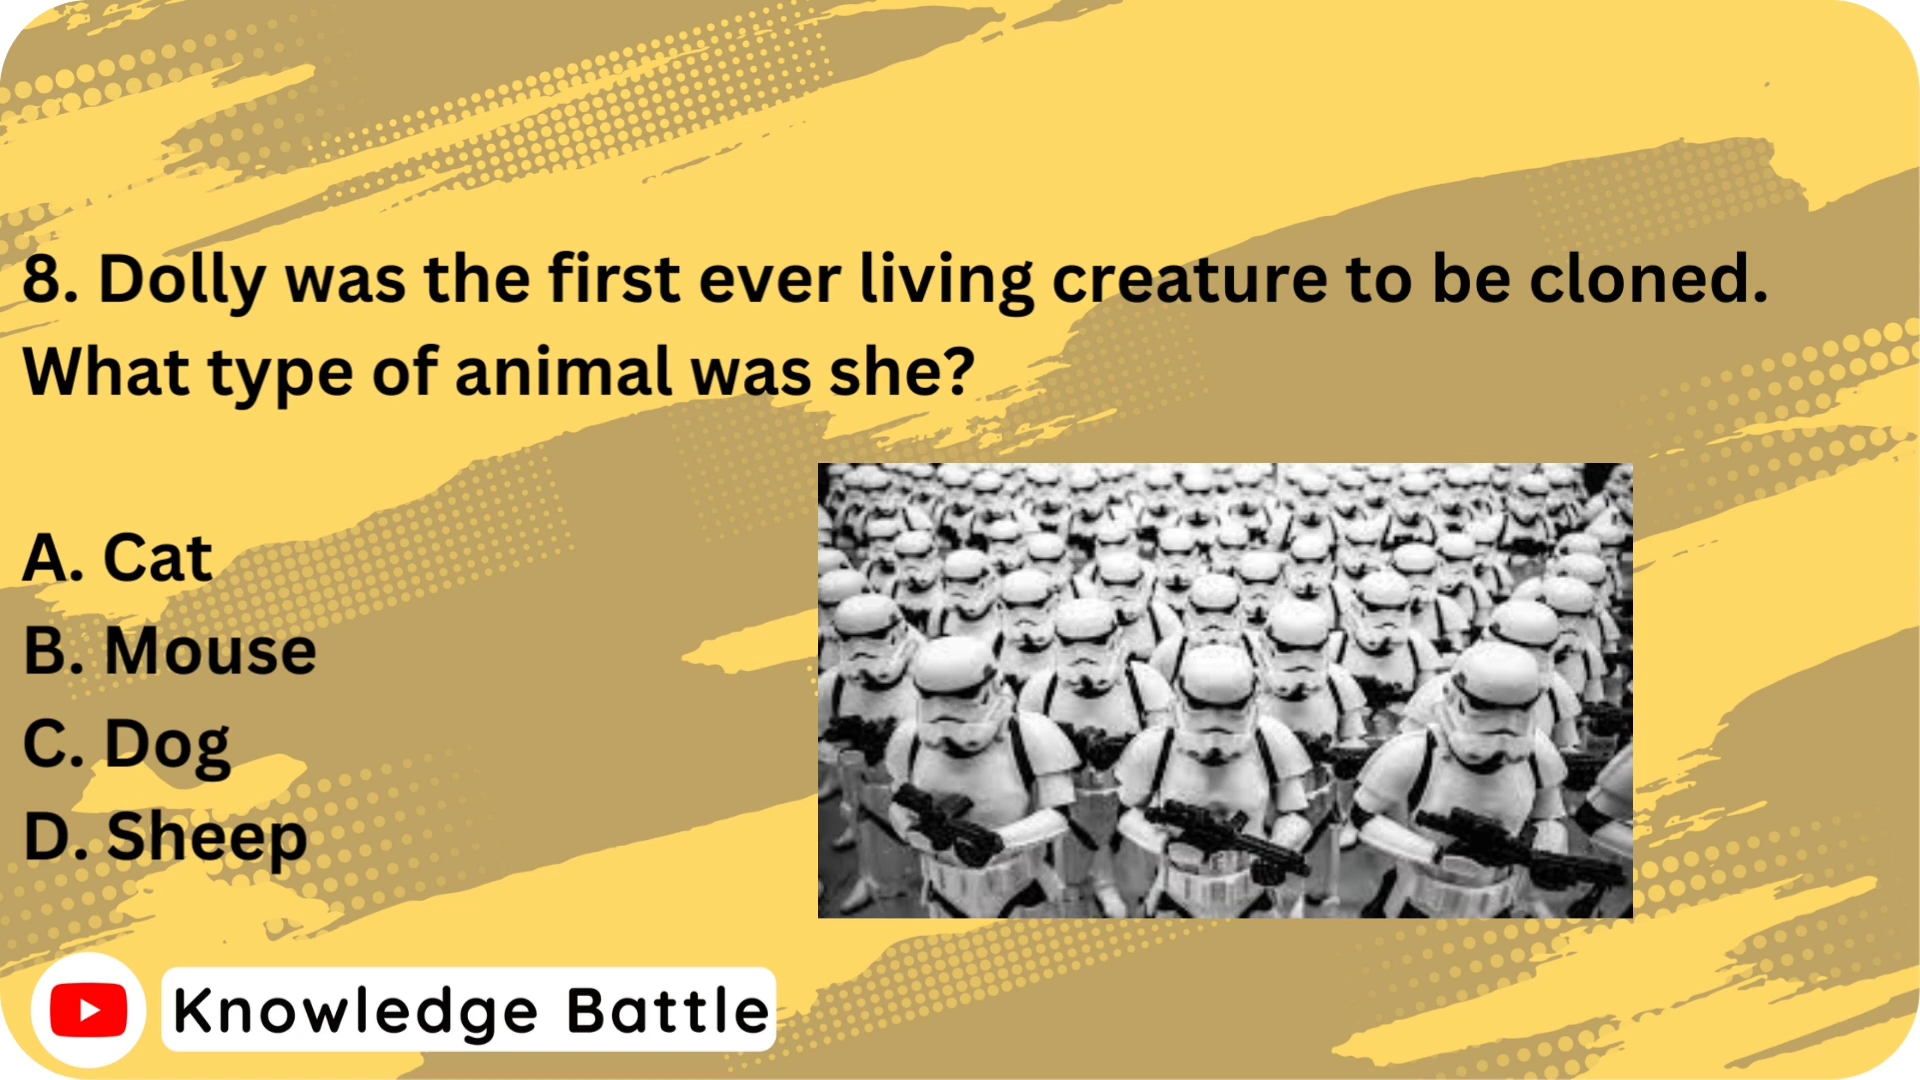 8. Dolly was the first ever living creature to be cloned.
What type of animal was she?
A. Cat
B. Mouse
C. Dog
D. Sheep
Knowledge Battle